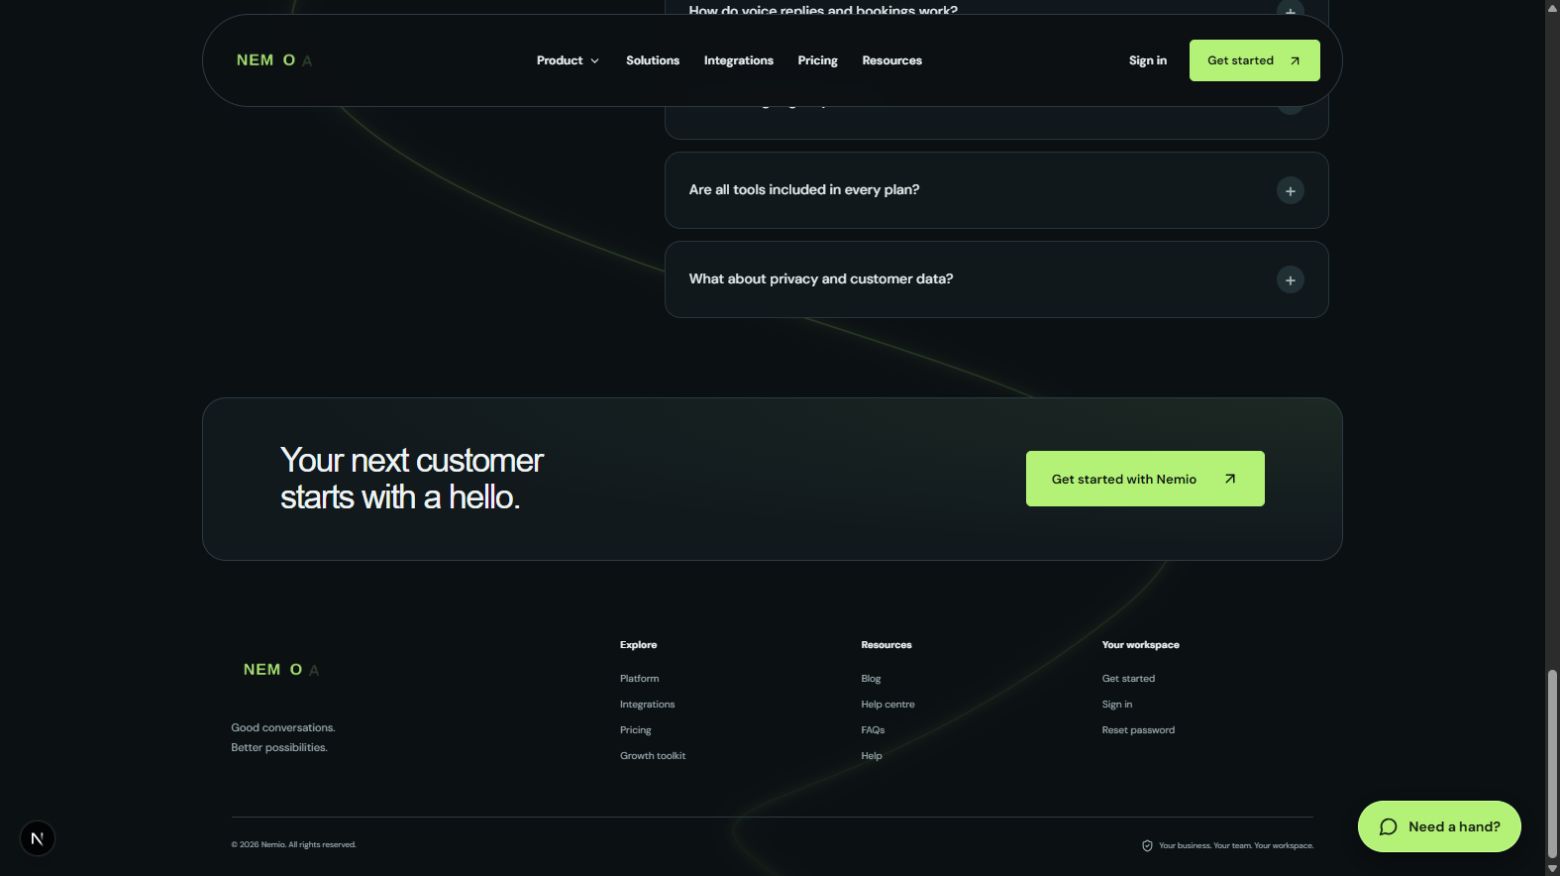 How do voice replies and bookings work?
NEM O A
Product
Solutions
Integrations
Pricing
Resources
Sign in
Get started
Are all tools included in every plan?
What about privacy and customer data?
Your next customer
starts with a hello.
Get started with Nemio
NEM O A
Good conversations.
Better possibilities.
Explore
Platform
Integrations
Pricing
Growth toolkit
Resources
Blog
Help centre
FAQs
Help
Your workspace
Get started
Sign in
Reset password
© 2026 Nemio. All rights reserved.
Your business. Your team. Your workspace.
N
Need a hand?